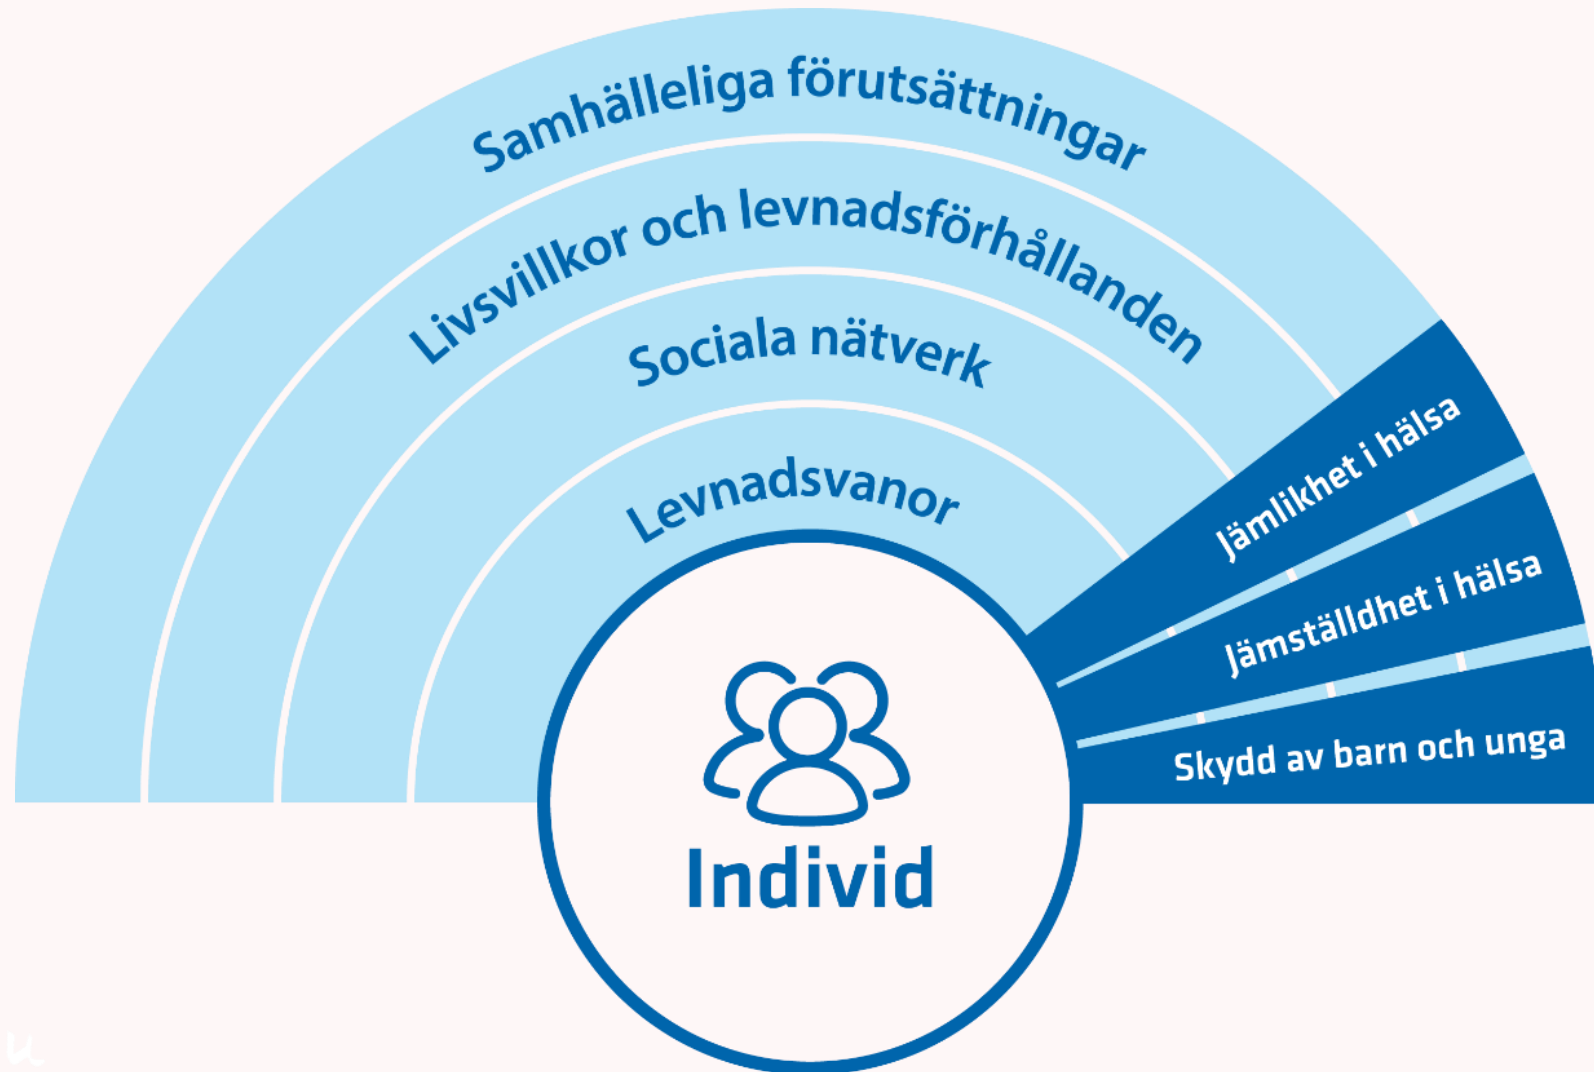 Samhälleliga förutsättningar
Livsvillkor och levnadsförhållanden
Sociala nätverk
Levnadsvanor
Jämlikhet i hälsa
Jämställdhet i hälsa
Skydd av barn och unga
Individ